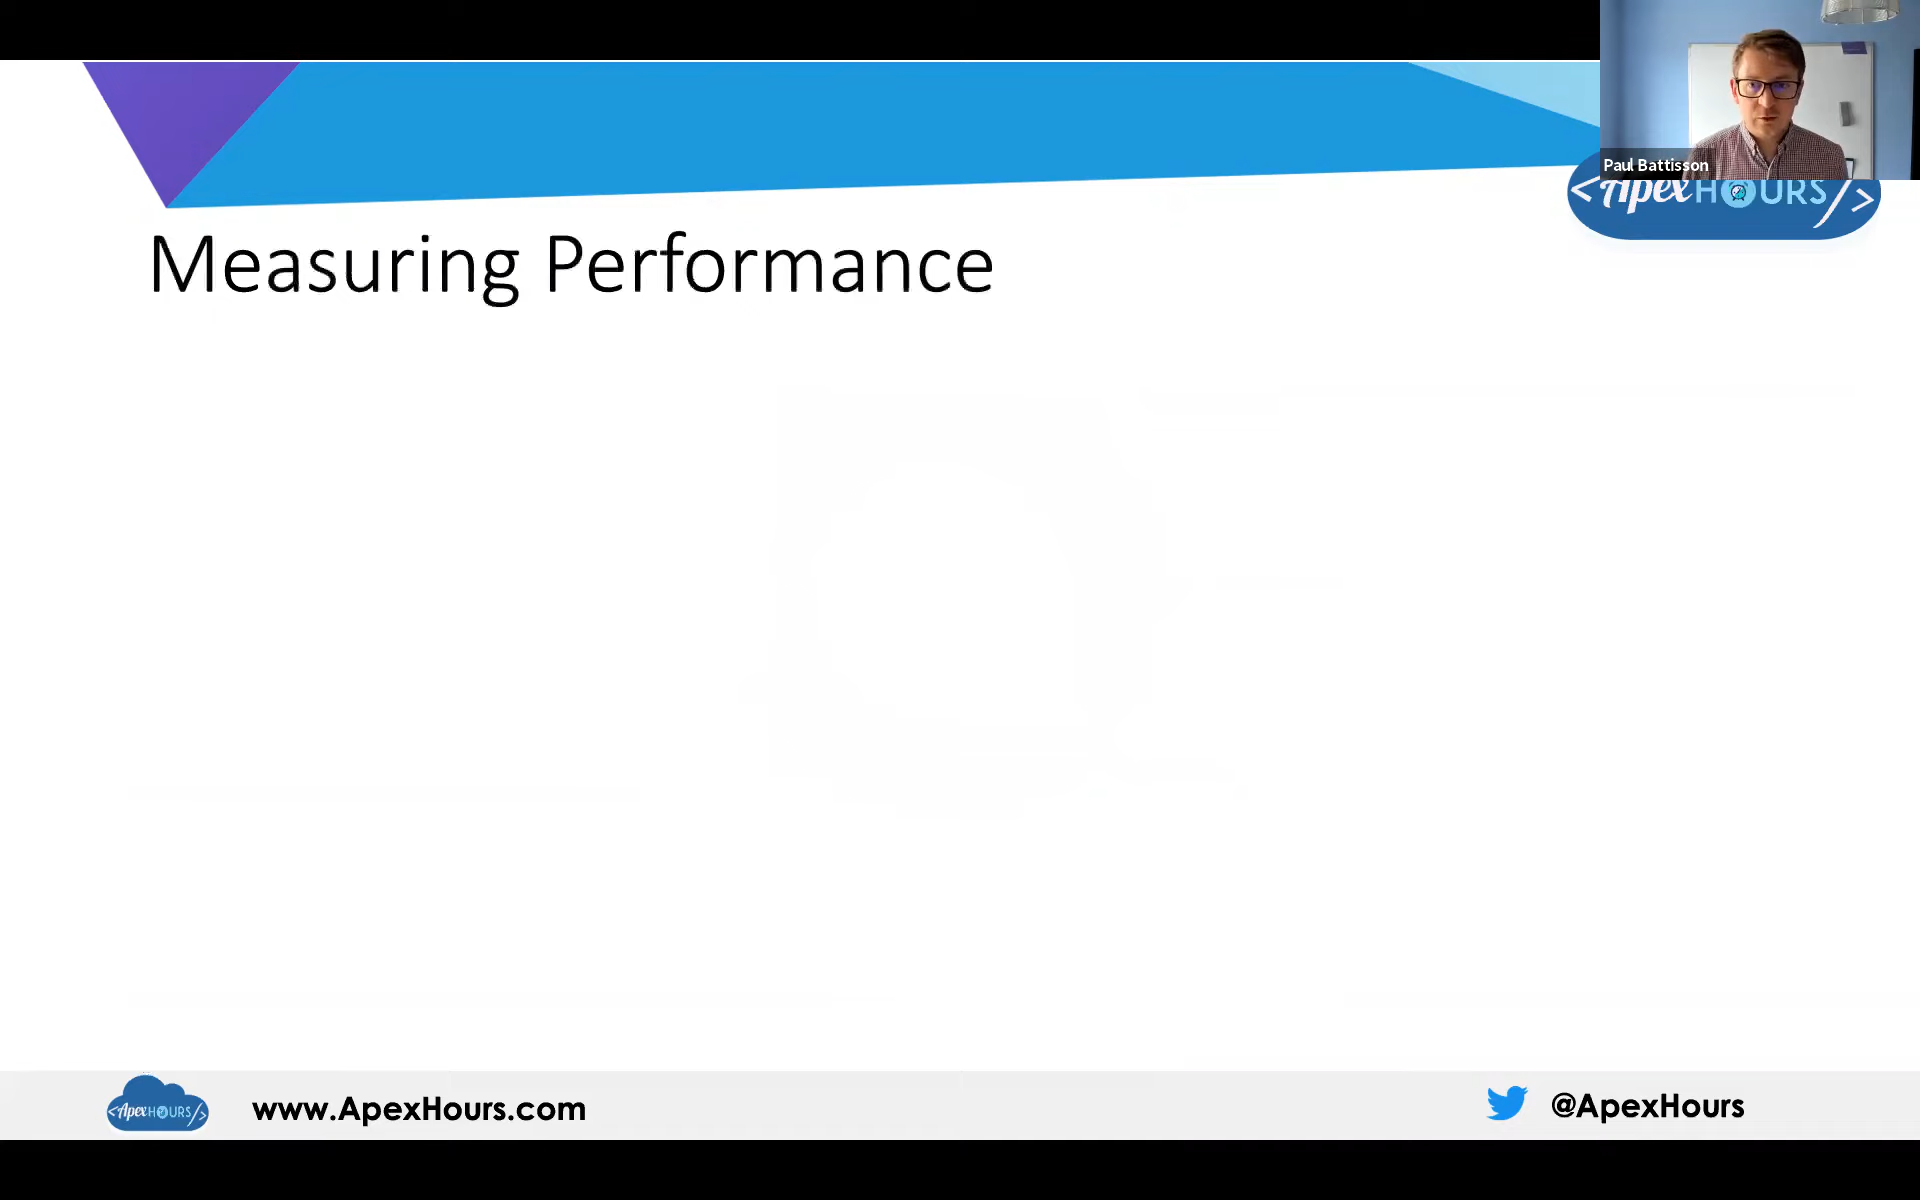 Paul Battisson
<ApexHOURS/>
Measuring Performance
<ApexHOURS/>
www.ApexHours.com
@ApexHours